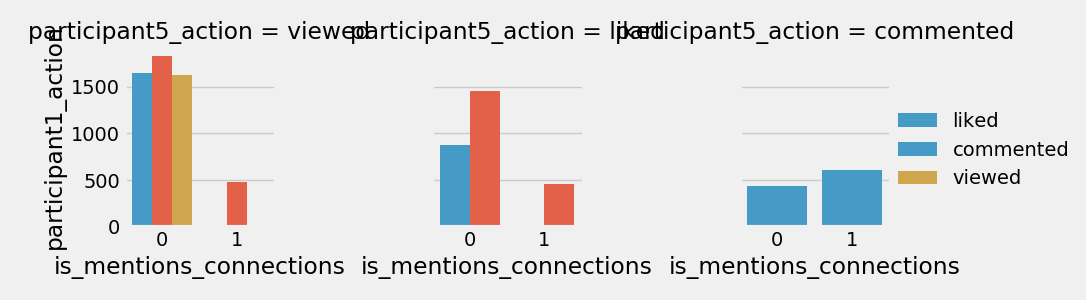 participant5_action = viewed
participant5_action = liked
participant5_action = commented
participant1_action
1500
1000
500
0
0 1
0 1
0 1
is_mentions_connections
is_mentions_connections
is_mentions_connections
liked
commented
viewed